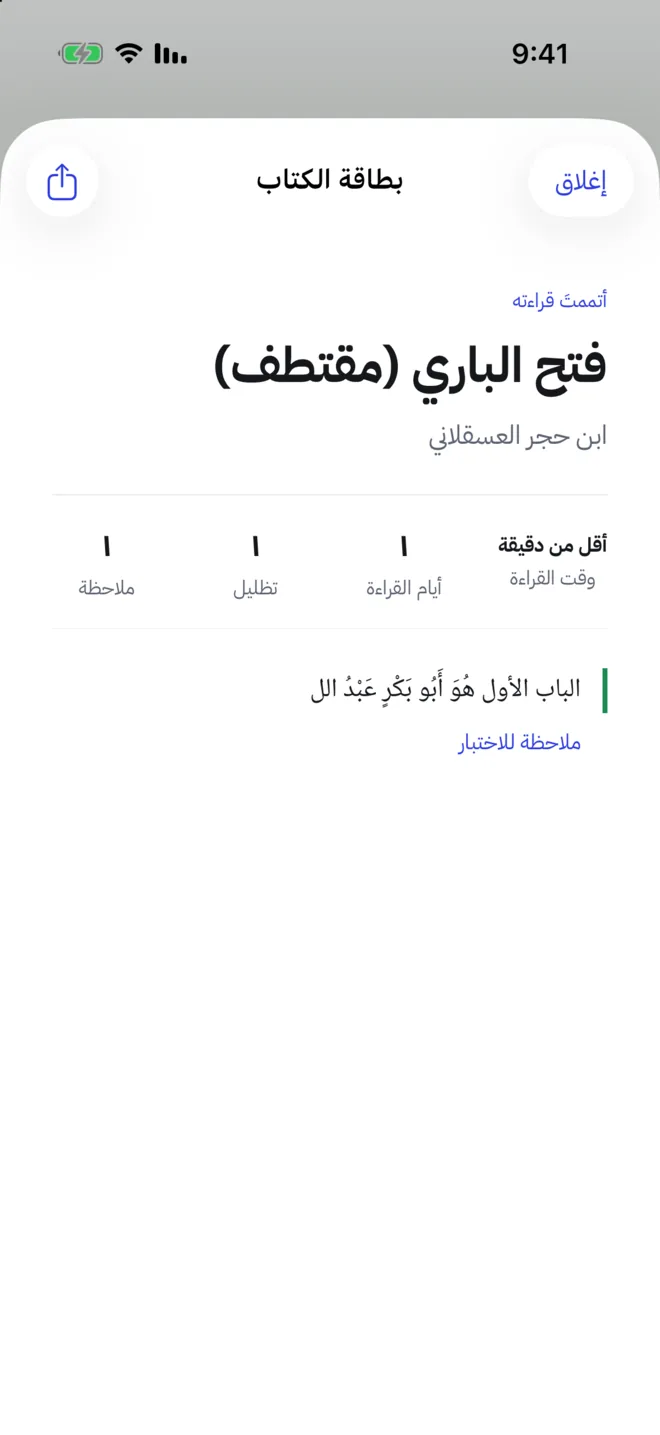 9:41
إغلاق
بطاقة الكتاب
أتممتَ قراءته
فتح الباري (مقتطف)
ابن حجر العسقلاني
أقل من دقيقة
وقت القراءة
١
أيام القراءة
١
تظليل
١
ملاحظة
الباب الأول هُوَ أَبُو بَكْرٍ عَبْدُ الل
ملاحظة للاختبار